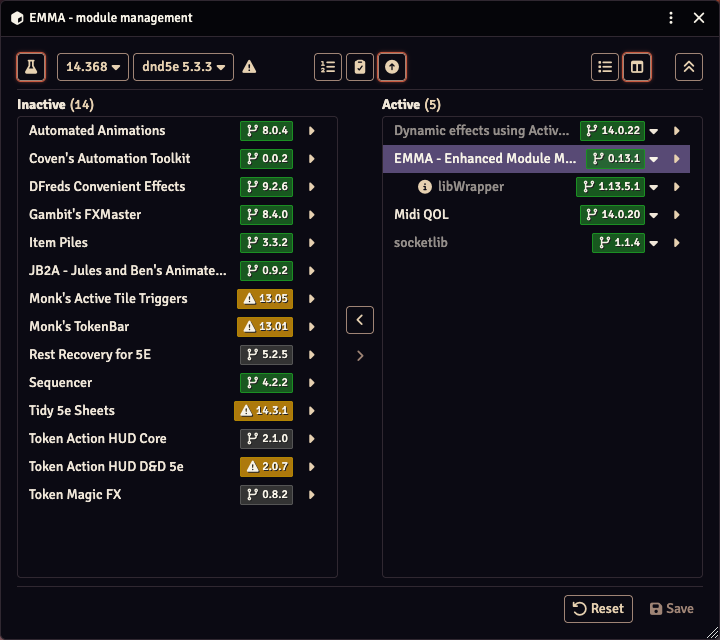 EMMA - module management
14.368 dnd5e 5.3.3
Inactive (14)
Automated Animations 8.0.4
Coven's Automation Toolkit 0.0.2
DFreds Convenient Effects 9.2.6
Gambit's FXMaster 8.4.0
Item Piles 3.3.2
JB2A - Jules and Ben's Animate... 0.9.2
Monk's Active Tile Triggers 13.05
Monk's TokenBar 13.01
Rest Recovery for 5E 5.2.5
Sequencer 4.2.2
Tidy 5e Sheets 14.3.1
Token Action HUD Core 2.1.0
Token Action HUD D&D 5e 2.0.7
Token Magic FX 0.8.2
Active (5)
Dynamic effects using Activ... 14.0.22
EMMA - Enhanced Module M... 0.13.1
libWrapper 1.13.5.1
Midi QOL 14.0.20
socketlib 1.1.4
Reset Save